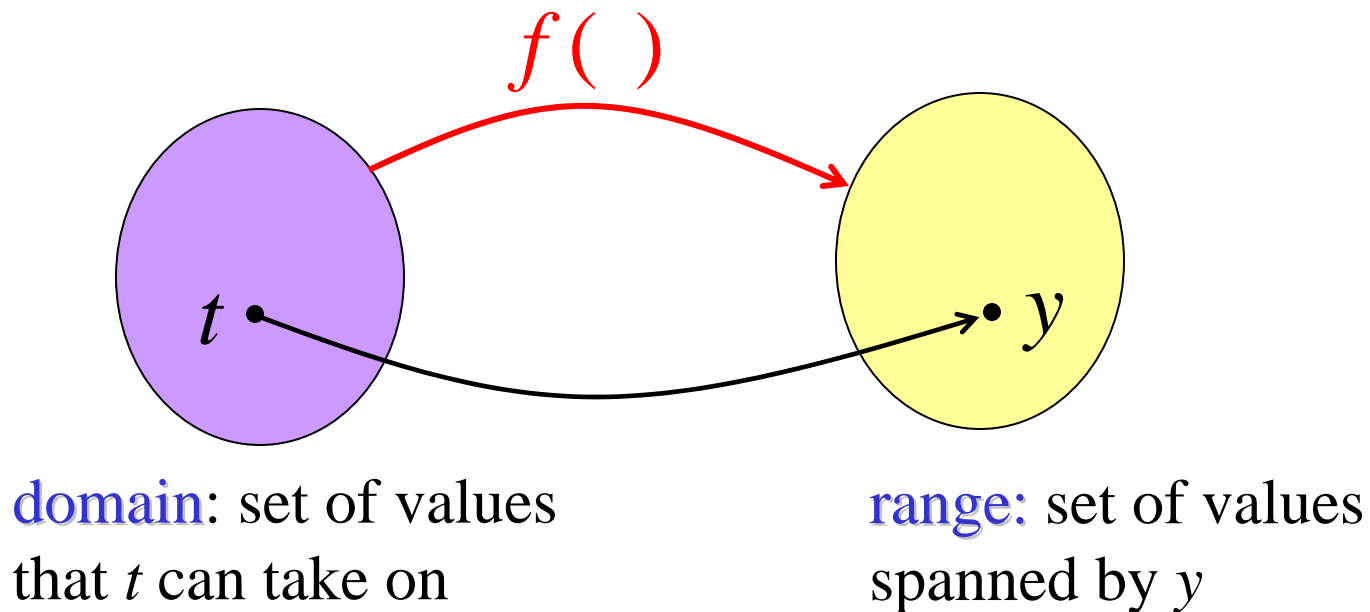 f ( )
t
y
domain: set of values
that t can take on
range: set of values
spanned by y